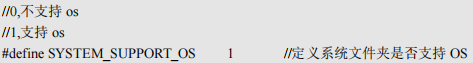 //0,不支持 os
//1,支持 os
#define SYSTEM_SUPPORT_OS 1 //定义系统文件夹是否支持 OS